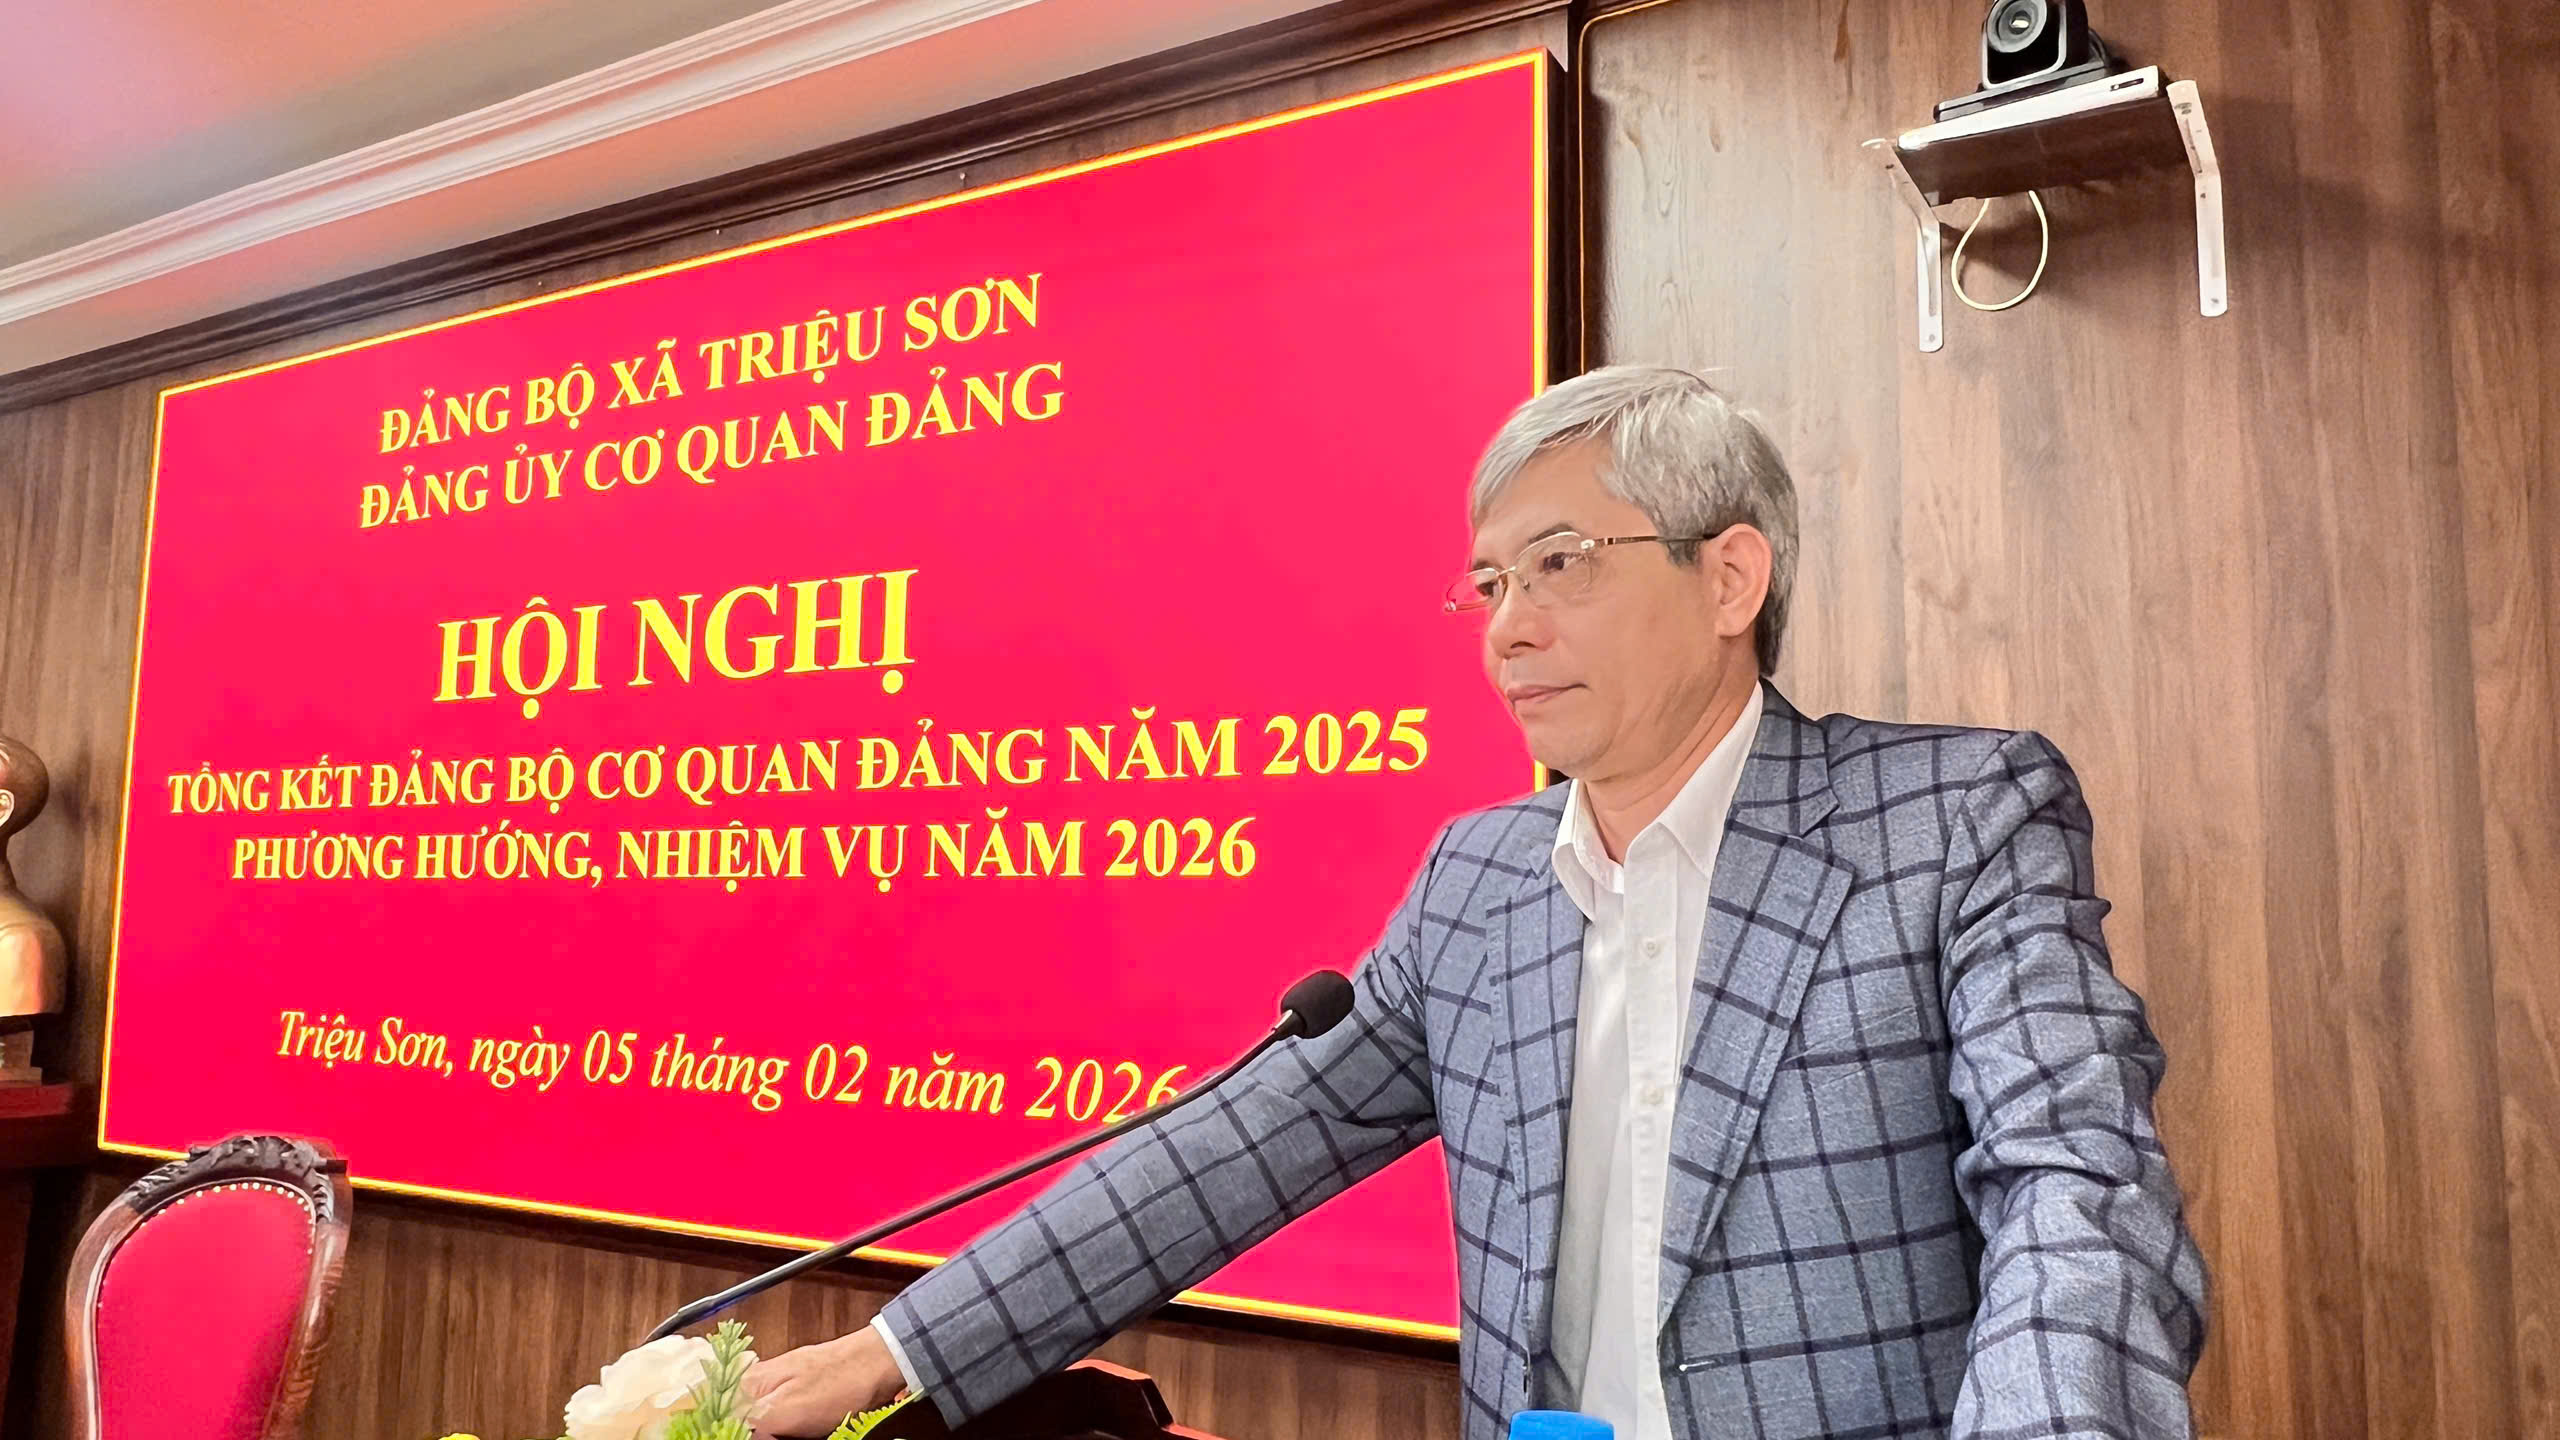 ĐẢNG BỘ XÃ TRIỆU SƠN
ĐẢNG ỦY CƠ QUAN ĐẢNG
HỘI NGHỊ
TỔNG KẾT ĐẢNG BỘ CƠ QUAN ĐẢNG NĂM 2025
PHƯƠNG HƯỚNG, NHIỆM VỤ NĂM 2026
Triệu Sơn, ngày 05 tháng 02 năm 2026